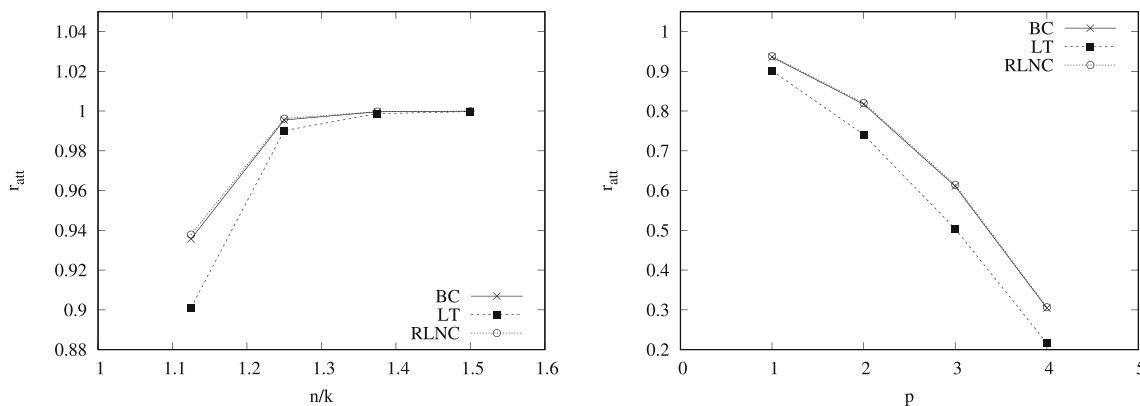 1.04
1.02
1
0.98
0.96
0.94
0.92
0.9
0.88
r_att
1 1.1 1.2 1.3 1.4 1.5 1.6
n/k
BC
LT
RLNC
1
0.9
0.8
0.7
0.6
0.5
0.4
0.3
0.2
r_att
0 1 2 3 4 5
p
BC
LT
RLNC